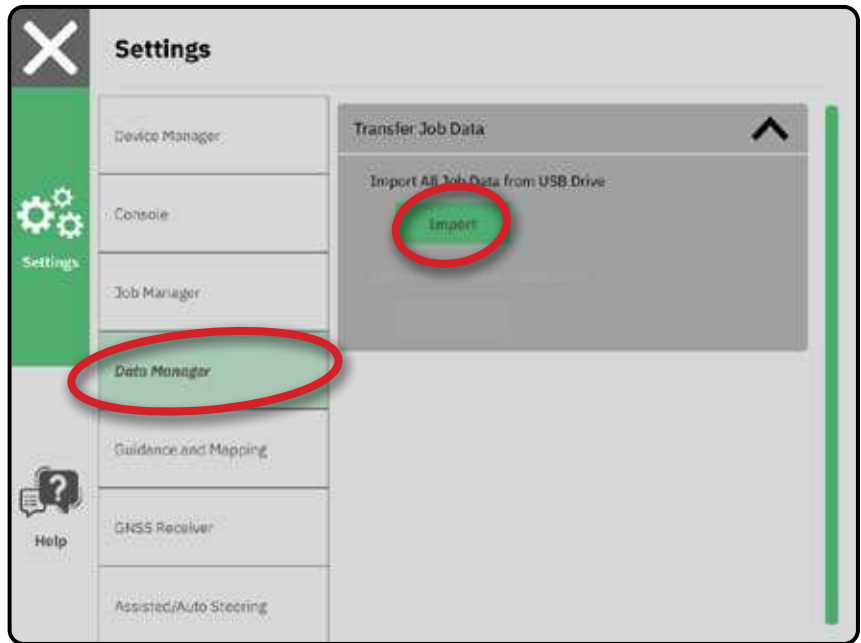 Settings
Device Manager
Console
Job Manager
Data Manager
Guidance and Mapping
GNSS Receiver
Assisted/Auto Steering
Settings
Help
Transfer Job Data
Import All Job Data from USB Drive
Import